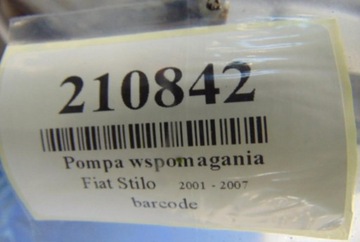 210842
Pompa wspomagania
Fiat Stilo 2001 - 2007
barcode